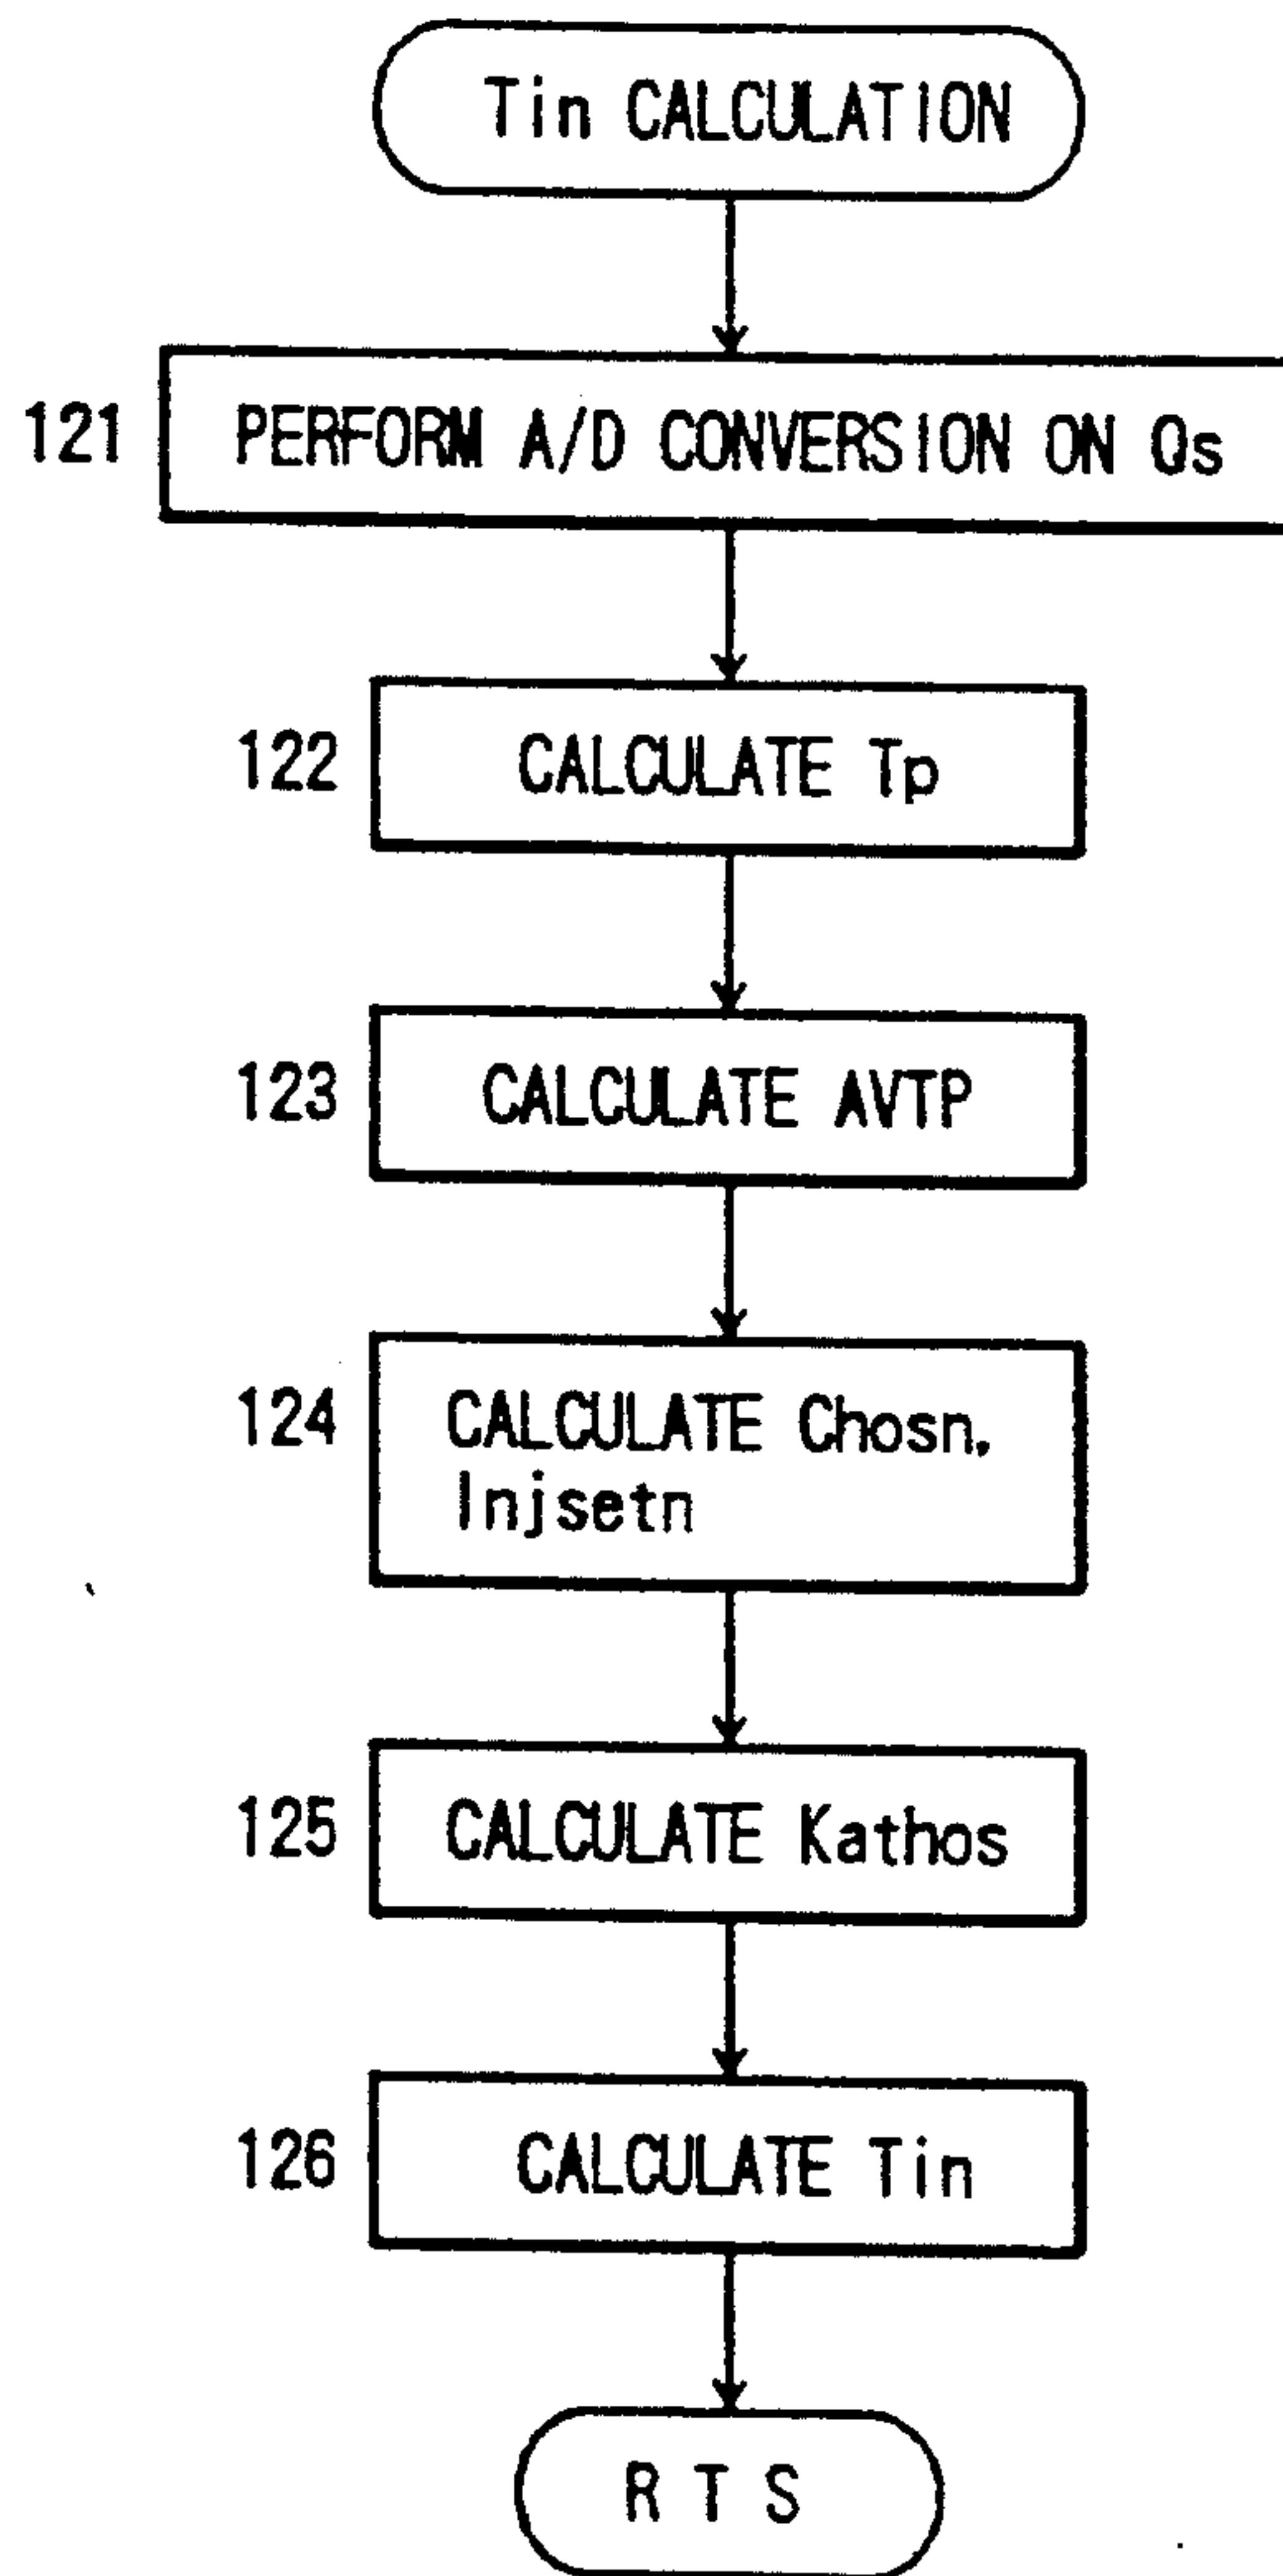 Tin CALCULATION
121 PERFORM A/D CONVERSION ON Qs
122 CALCULATE Tp
123 CALCULATE AVTP
124 CALCULATE Chosn,
Injsetn
125 CALCULATE Kathos
126 CALCULATE Tin
R T S